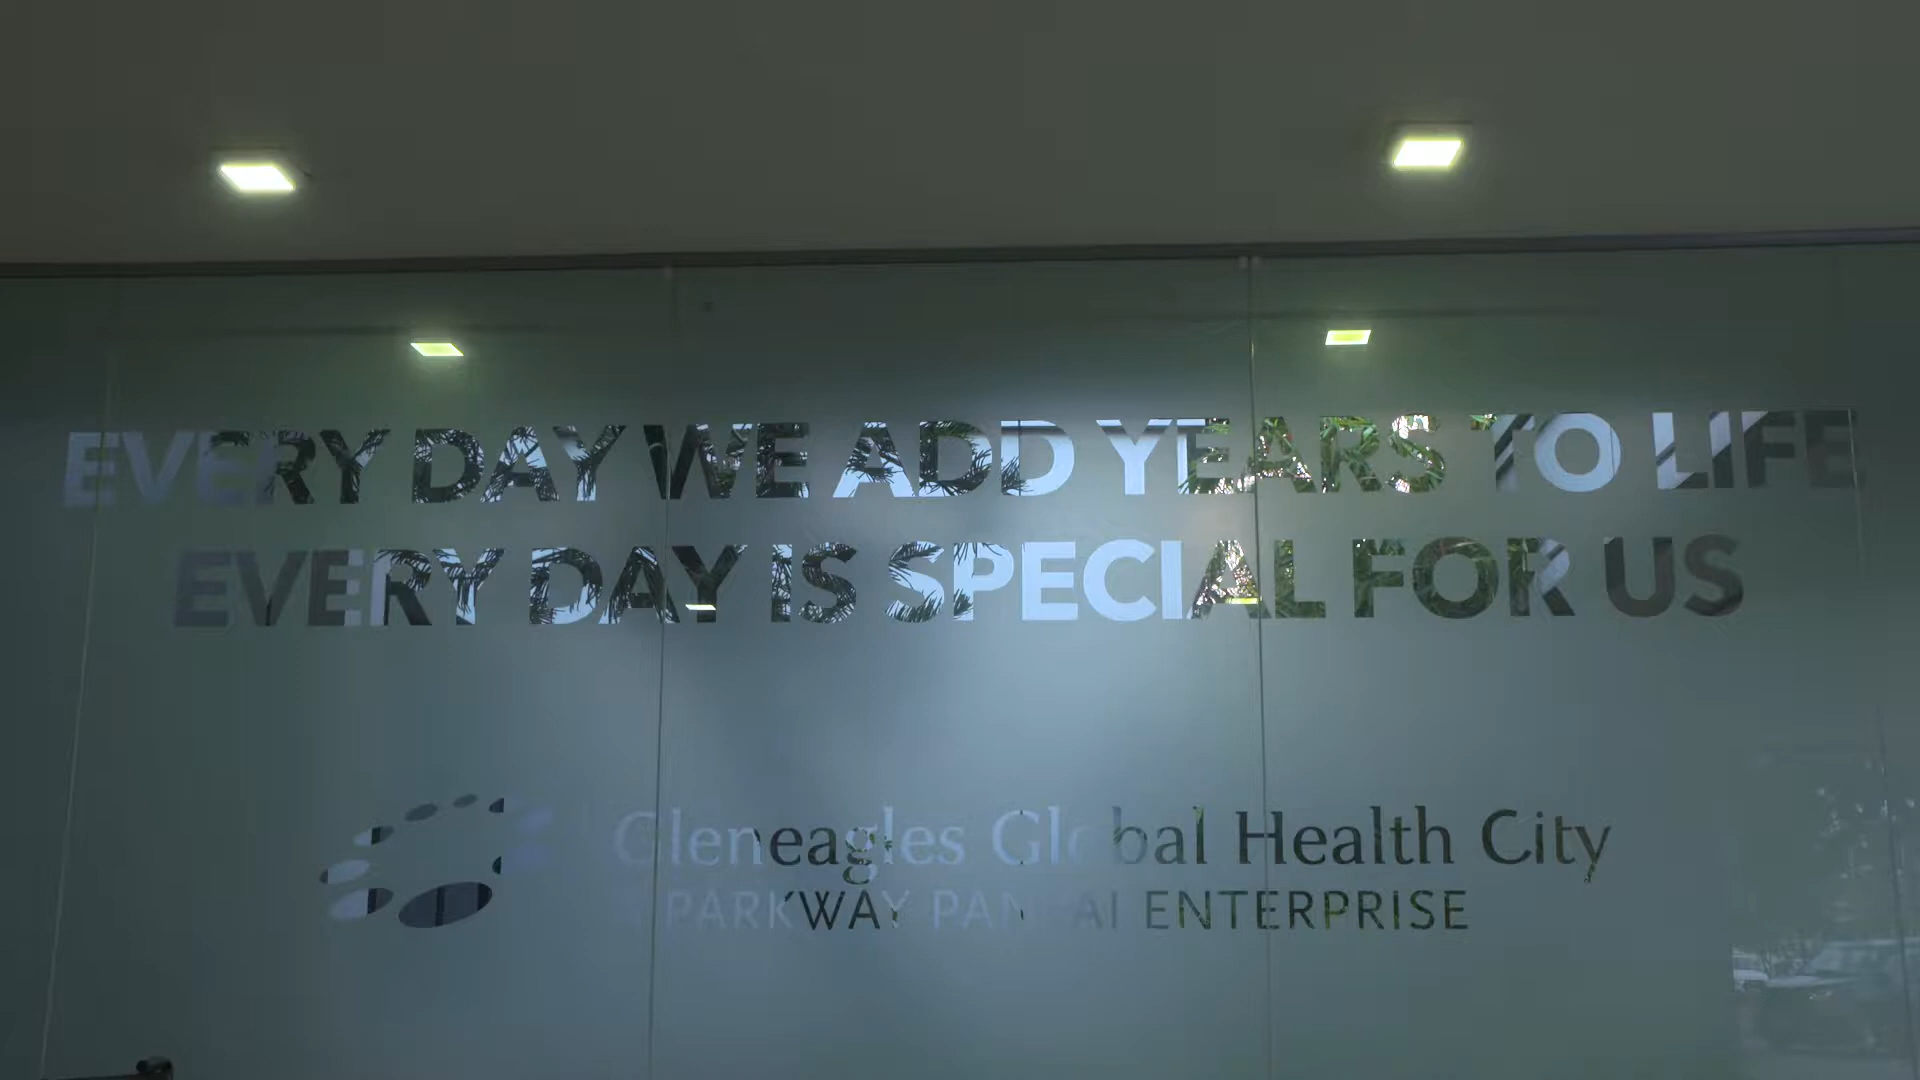 EVERY DAY WE ADD YEARS TO LIFE
EVERY DAY IS SPECIAL FOR US
Gleneagles Global Health City
A PARKWAY PANTAI ENTERPRISE